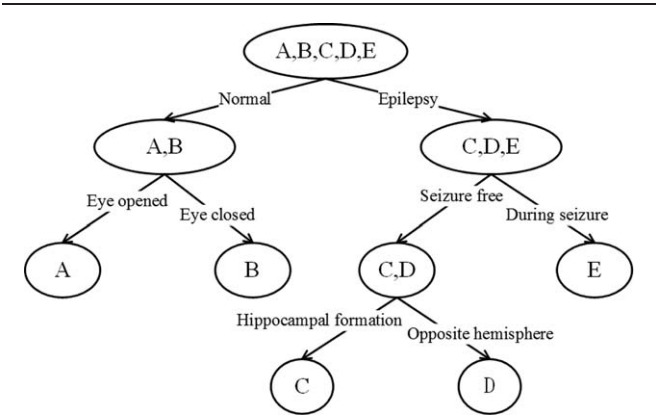 A,B,C,D,E
Normal
Epilepsy
A,B
C,D,E
Eye opened
Eye closed
Seizure free
During seizure
A
B
C,D
E
Hippocampal formation
Opposite hemisphere
C
D